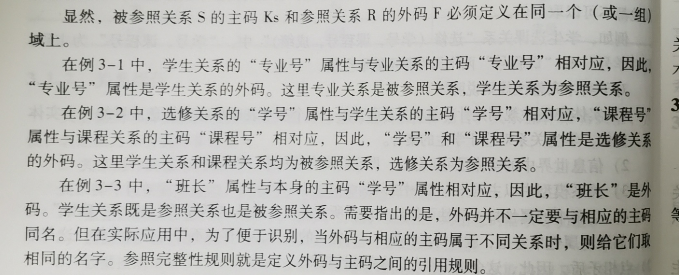 显然，被参照关系 S 的主码 Ks 和参照关系 R 的外码 F 必须定义在同一个（或一组)
域上。
在例 3-1 中，学生关系的“专业号”属性与专业关系的主码“专业号”相对应，因此,
“专业号”属性是学生关系的外码。这里专业关系是被参照关系，学生关系为参照关系。
在例 3-2 中，选修关系的“学号”属性与学生关系的主码“学号”相对应，“课程号”
属性与课程关系的主码“课程号”相对应，因此，“学号”和“课程号”属性是选修关系
的外码。这里学生关系和课程关系均为被参照关系，选修关系为参照关系。
在例 3-3 中，“班长”属性与本身的主码“学号”属性相对应，因此，“班长”是外
码。学生关系既是参照关系也是被参照关系。需要指出的是，外码并不一定要与相应的主码
同名。但在实际应用中，为了便于识别，当外码与相应的主码属于不同关系时，则给它们取
相同的名字。参照完整性规则就是定义外码与主码之间的引用规则。